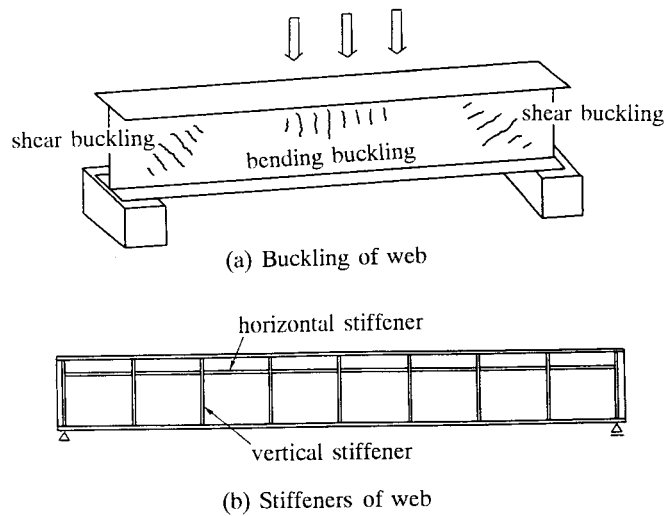 shear buckling
shear buckling
bending buckling
(a) Buckling of web
horizontal stiffener
vertical stiffener
(b) Stiffeners of web